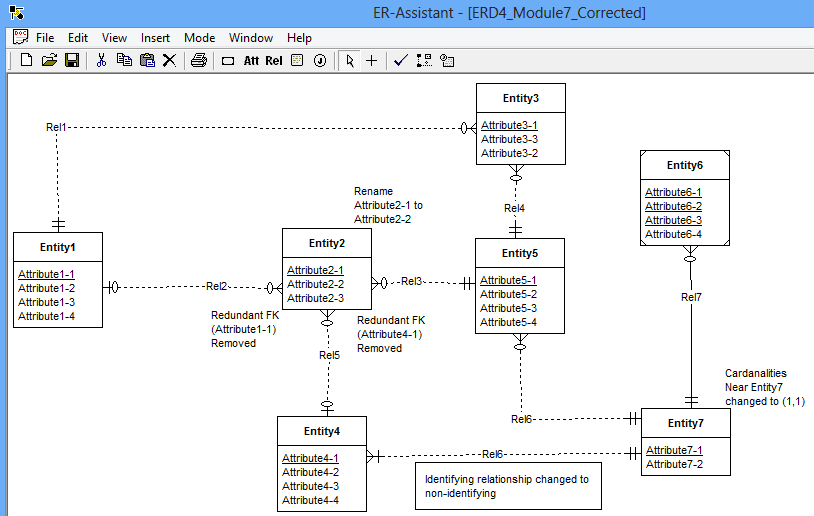 ER-Assistant - [ERD4_Module7_Corrected]
File Edit View Insert Mode Window Help
Att Rel
Entity3
Attribute3-1
Attribute3-3
Attribute3-2
Rel1
Entity6
Attribute6-1
Attribute6-2
Attribute6-3
Attribute6-4
Rename
Attribute2-1 to
Attribute2-2
Rel4
Entity1
Attribute1-1
Attribute1-2
Attribute1-3
Attribute1-4
Rel2
Entity2
Attribute2-1
Attribute2-2
Attribute2-3
Rel3
Entity5
Attribute5-1
Attribute5-2
Attribute5-3
Attribute5-4
Rel7
Redundant FK
(Attribute1-1)
Removed
Redundant FK
(Attribute4-1)
Removed
Rel5
Cardanalities
Near Entity7
changed to (1,1)
Rel6
Entity7
Attribute7-1
Attribute7-2
Entity4
Attribute4-1
Attribute4-2
Attribute4-3
Attribute4-4
Rel6
Identifying relationship changed to
non-identifying